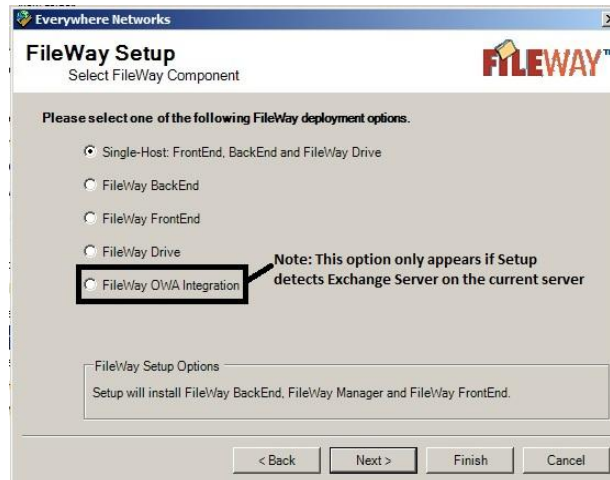 Everywhere Networks
FileWay Setup
Select FileWay Component
FILEWAY™
Please select one of the following FileWay deployment options.
Single-Host: FrontEnd, BackEnd and FileWay Drive
FileWay BackEnd
FileWay FrontEnd
FileWay Drive
Note: This option only appears if Setup
detects Exchange Server on the current server
FileWay OWA Integration
FileWay Setup Options
Setup will install FileWay BackEnd, FileWay Manager and FileWay FrontEnd.
< Back Next > Finish Cancel